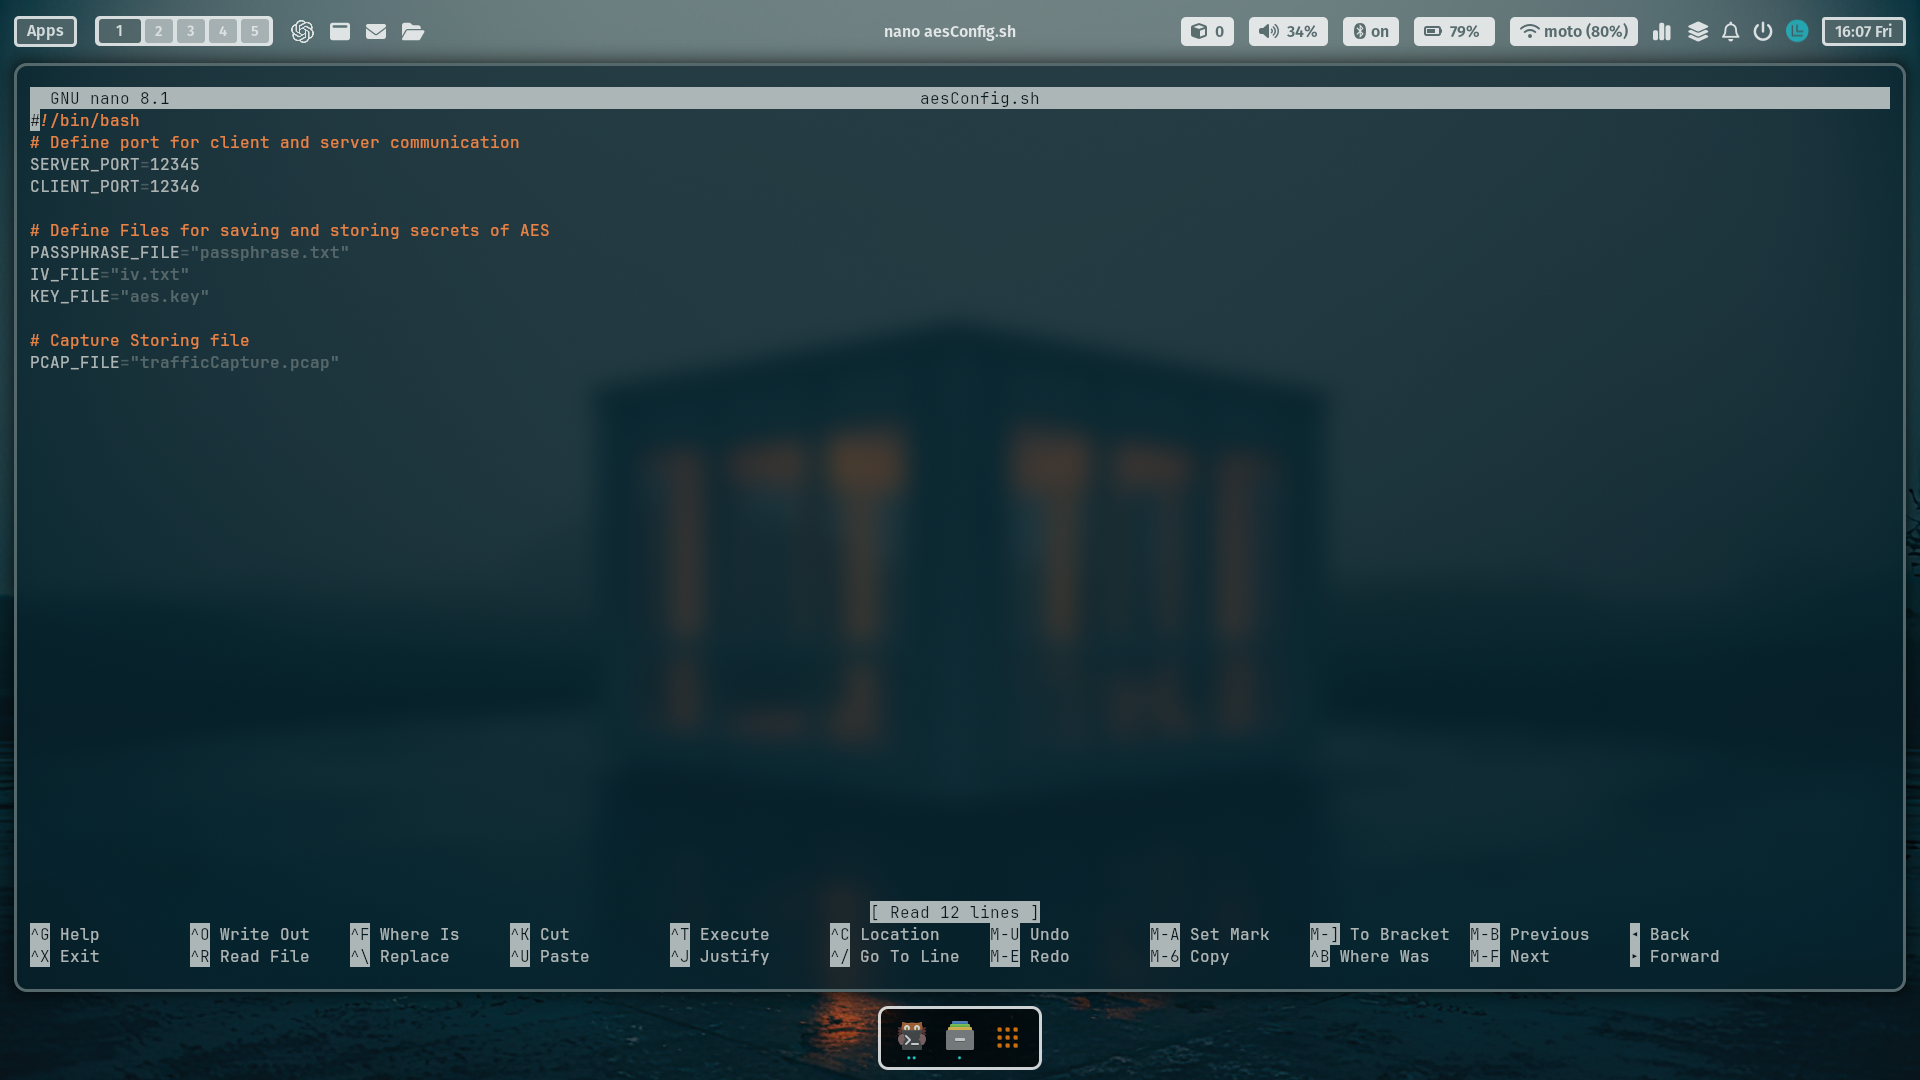 Apps 1 2 3 4 5 nano aesConfig.sh 0 34% on 79% moto (80%) 16:07 Fri
GNU nano 8.1 aesConfig.sh
#!/bin/bash
# Define port for client and server communication
SERVER_PORT=12345
CLIENT_PORT=12346
# Define Files for saving and storing secrets of AES
PASSPHRASE_FILE="passphrase.txt"
IV_FILE="iv.txt"
KEY_FILE="aes.key"
# Capture Storing file
PCAP_FILE="trafficCapture.pcap"
[ Read 12 lines ]
^G Help ^O Write Out ^F Where Is ^K Cut ^T Execute ^C Location M-U Undo M-A Set Mark M-] To Bracket M-B Previous ◂ Back
^X Exit ^R Read File ^\ Replace ^U Paste ^J Justify ^/ Go To Line M-E Redo M-6 Copy ^B Where Was M-F Next ▸ Forward